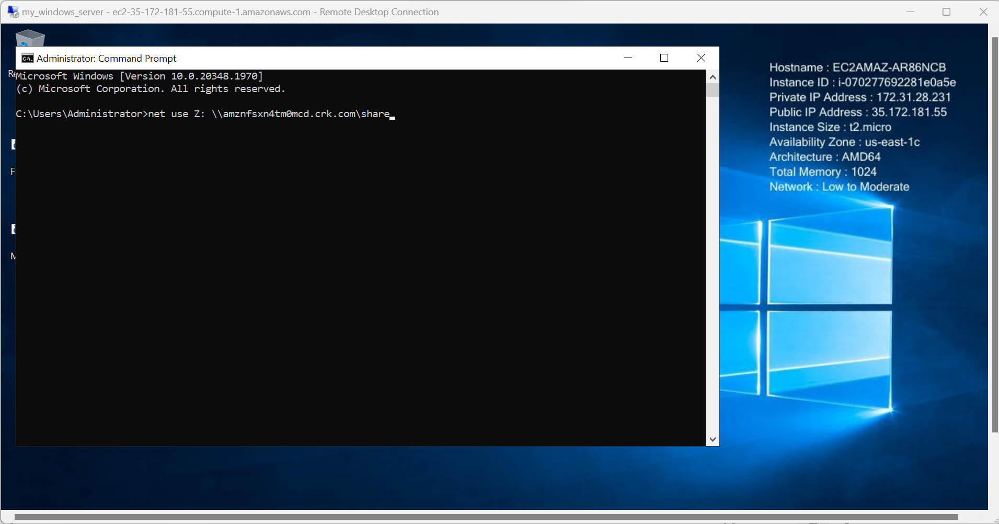 my_windows_server - ec2-35-172-181-55.compute-1.amazonaws.com - Remote Desktop Connection
Administrator: Command Prompt
Microsoft Windows [Version 10.0.20348.1970]
(c) Microsoft Corporation. All rights reserved.
C:\Users\Administrator>net use Z: \\amznfsxn4tm0mcd.crk.com\share
Re
F
M
Hostname : EC2AMAZ-AR86NCB
Instance ID : i-070277692281e0a5e
Private IP Address : 172.31.28.231
Public IP Address : 35.172.181.55
Instance Size : t2.micro
Availability Zone : us-east-1c
Architecture : AMD64
Total Memory : 1024
Network : Low to Moderate